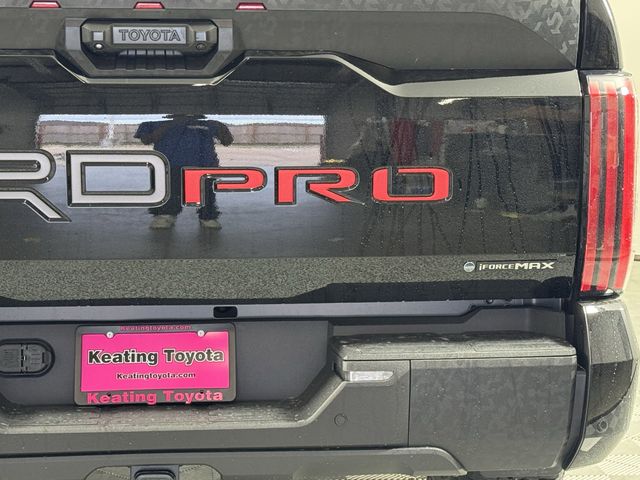 TOYOTA
RD PRO
iFORCE MAX
Keatingtoyota.com
Keating Toyota
Keatingtoyota.com
Keating Toyota